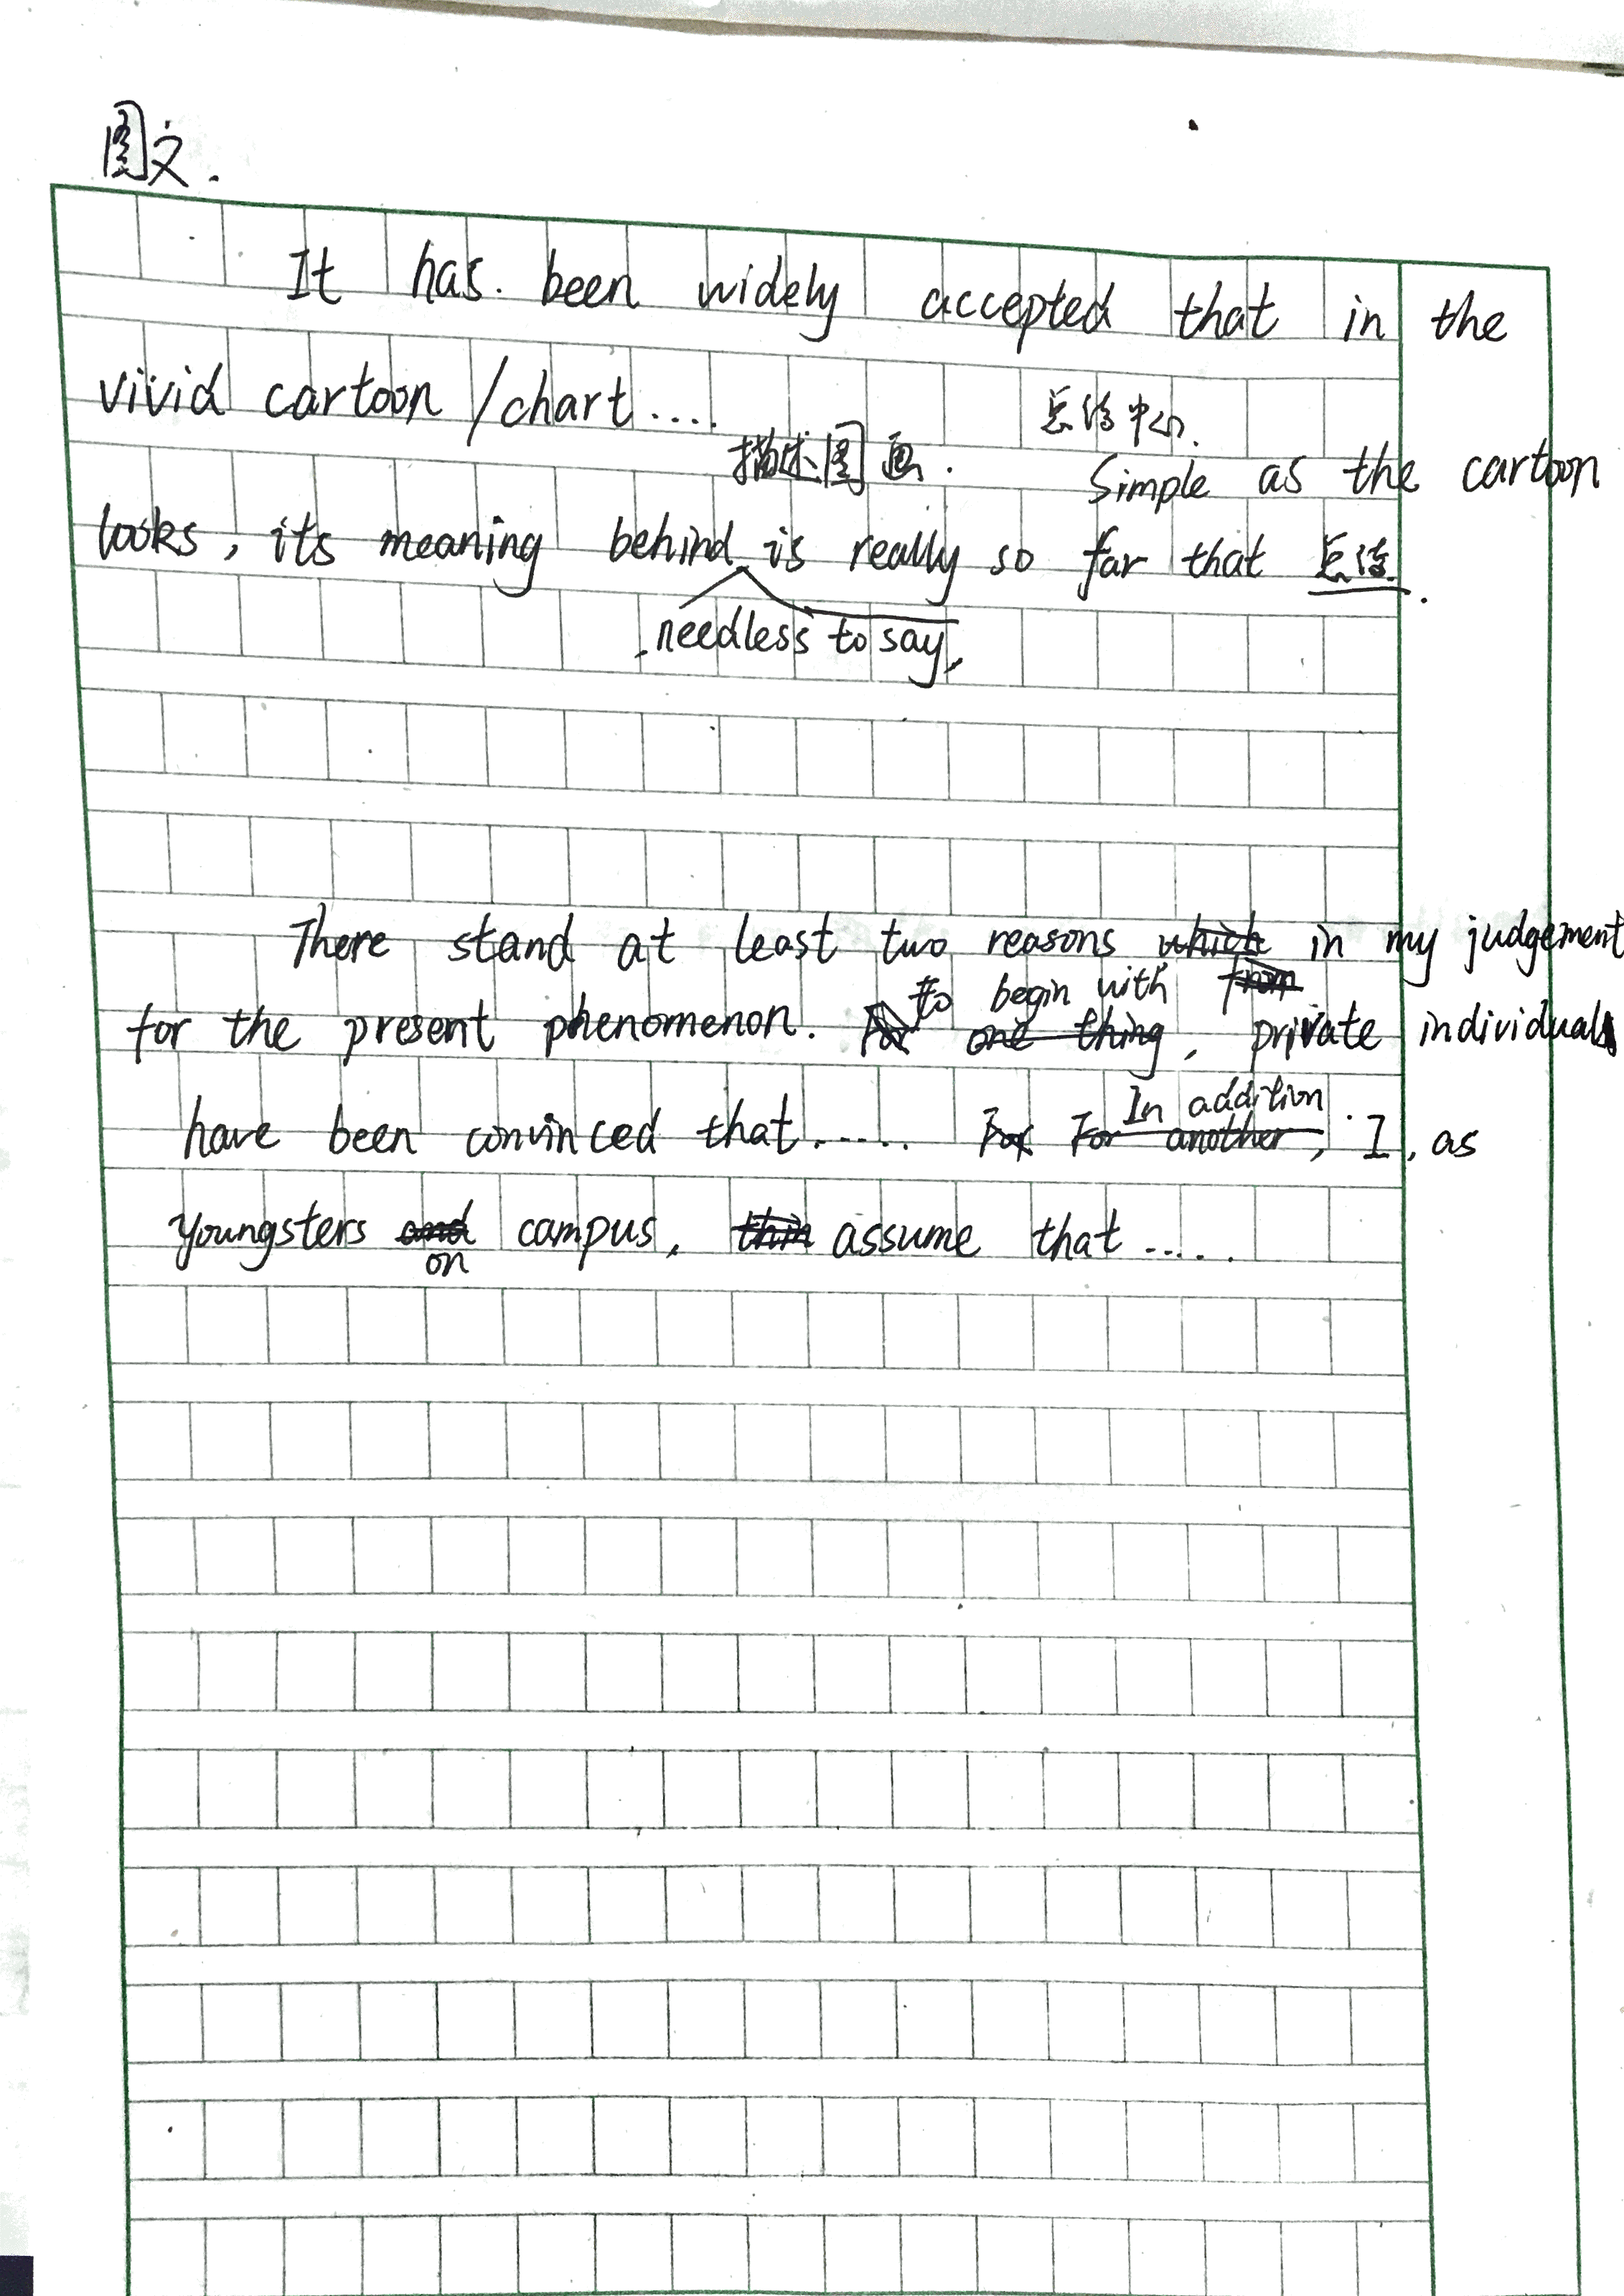 图文.
It has. been widely accepted that in the
vivid cartoon /chart....
总结中心.
描述图画.
Simple as the cartoon
looks, its meaning behind is really so far that 总结.
, needless to say,
There stand at least two reasons which in my judgement
to begin with from
for the present phenomenon. For one thing, private individuals
In addition.
have been convinced that...... For For another, I, as
youngsters and campus, assume that .....
on